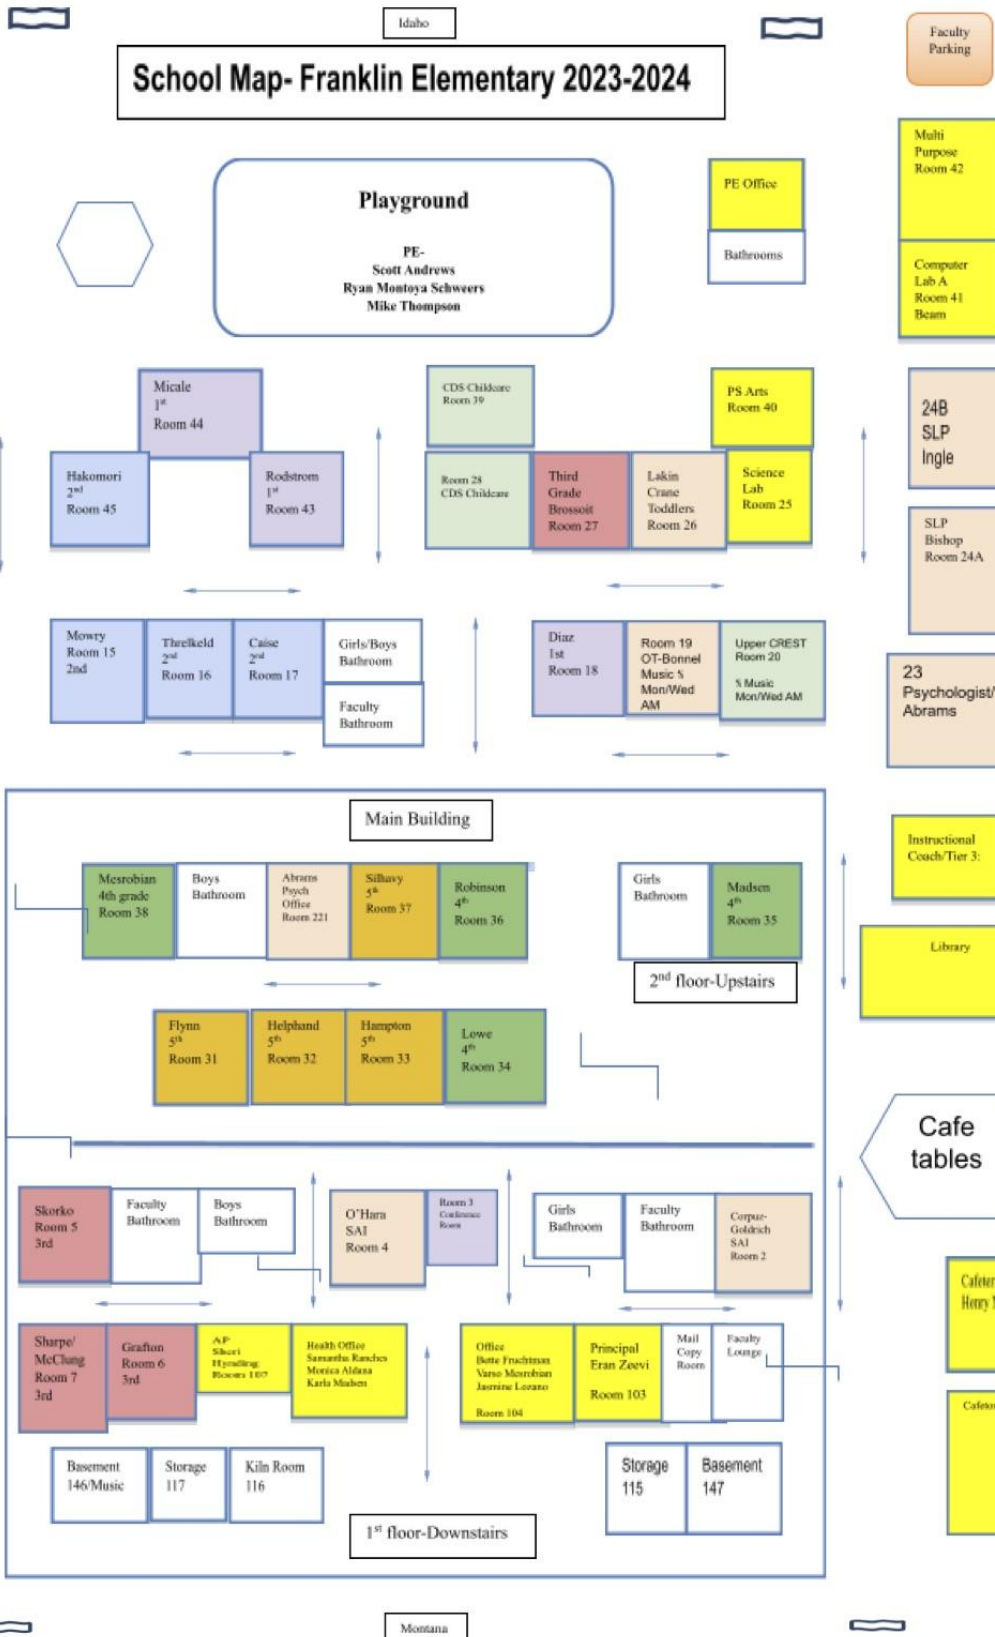 Idaho
School Map- Franklin Elementary 2023-2024
Faculty
Parking
Playground
PE-
Scott Andrews
Ryan Montoya Schweers
Mike Thompson
PE Office
Bathrooms
Multi
Purpose
Room 42
Computer
Lab A
Room 41
Beam
Micale
1st
Room 44
Hakomori
2nd
Room 45
Rodstrom
1st
Room 43
CDS Childcare
Room 39
Room 28
CDS Childcare
Third
Grade
Brossoit
Room 27
Lakin
Crane
Toddlers
Room 26
PS Arts
Room 40
Science
Lab
Room 25
24B
SLP
Ingle
SLP
Bishop
Room 24A
Mowry
Room 15
2nd
Threlkeld
2nd
Room 16
Caise
2nd
Room 17
Girls/Boys
Bathroom
Faculty
Bathroom
Diaz
1st
Room 18
Room 19
OT-Bonnel
Music
Mon/Wed
AM
Upper CREST
Room 20
Music
Mon/Wed AM
23
Psychologist/
Abrams
Main Building
Mesrobian
4th grade
Room 38
Boys
Bathroom
Abrams
Psych
Office
Room 221
Silhavy
5th
Room 37
Robinson
4th
Room 36
Girls
Bathroom
Madsen
4th
Room 35
2nd floor-Upstairs
Instructional
Coach/Tier 3:
Library
Flynn
5th
Room 31
Helphand
5th
Room 32
Hampton
5th
Room 33
Lowe
4th
Room 34
Cafe
tables
Skorko
Room 5
3rd
Faculty
Bathroom
Boys
Bathroom
O'Hara
SAI
Room 4
Room 3
Conference
Room
Girls
Bathroom
Faculty
Bathroom
Corpuz-
Goldrich
SAI
Room 2
Sharpe/
McClung
Room 7
3rd
Grafton
Room 6
3rd
AP
Shori
Room 107
Health Office
Samantha Ranches
Monica Aldana
Karla Madsen
Office
Bette Fruchtman
Varso Mesrobian
Jasmine Lozano
Room 104
Principal
Eran Zeevi
Room 103
Mail
Copy
Room
Faculty
Lounge
Henry
Basement
146/Music
Storage
117
Kiln Room
116
Storage
115
Basement
147
1st floor-Downstairs
Montana